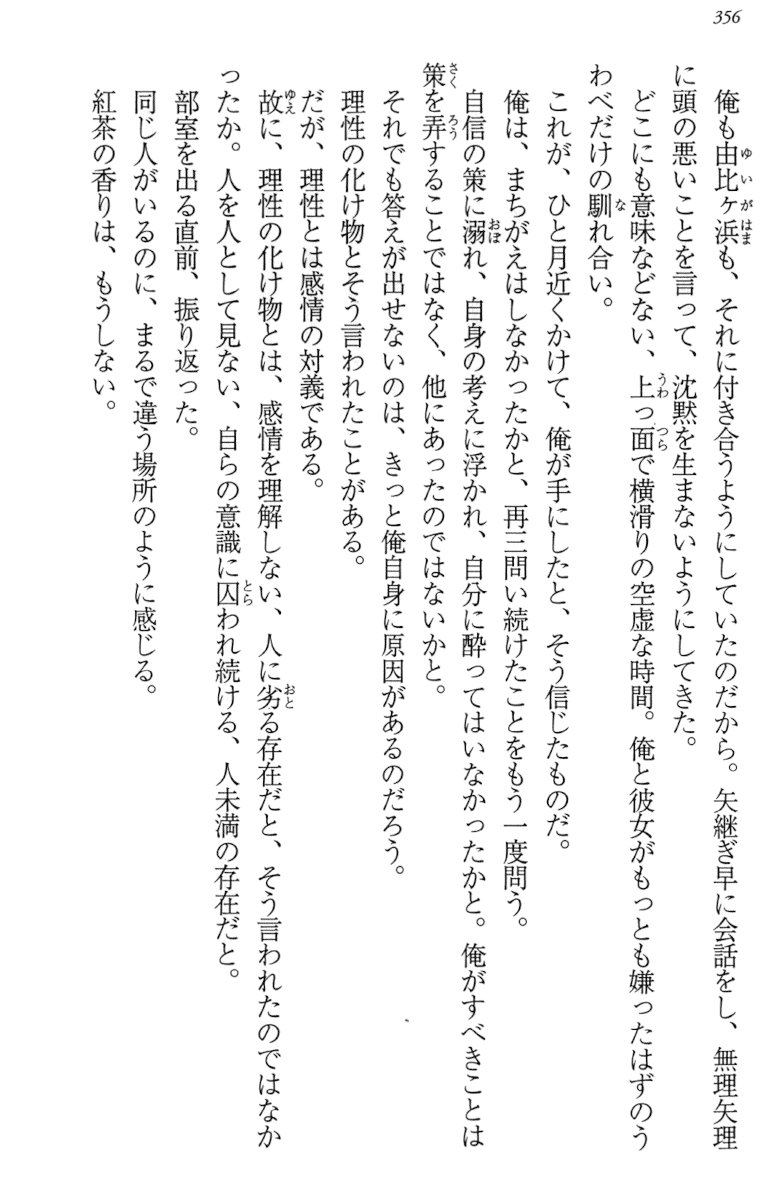 356
俺も由比ヶ浜も、それに付き合うようにしていたのだから。矢継ぎ早に会話をし、無理矢理
に頭の悪いことを言って、沈黙を生まないようにしてきた。
どこにも意味などない、上っ面で横滑りの空虚な時間。俺と彼女がもっとも嫌ったはずのう
わべだけの馴れ合い。
これが、ひと月近くかけて、俺が手にしたと、そう信じたものだ。
俺は、まちがえはしなかったかと、再三問い続けたことをもう一度問う。
自信の策に溺れ、自身の考えに浮かれ、自分に酔ってはいなかったかと。俺がすべきことは
策を弄することではなく、他にあったのではないかと。
それでも答えが出せないのは、きっと俺自身に原因があるのだろう。
理性の化け物とそう言われたことがある。
だが、理性とは感情の対義である。
故に、理性の化け物とは、感情を理解しない、人に劣る存在だと、そう言われたのではなか
ったか。人を人として見ない、自らの意識に囚われ続ける、人未満の存在だと。
部室を出る直前、振り返った。
同じ人がいるのに、まるで違う場所のように感じる。
紅茶の香りは、もうしない。